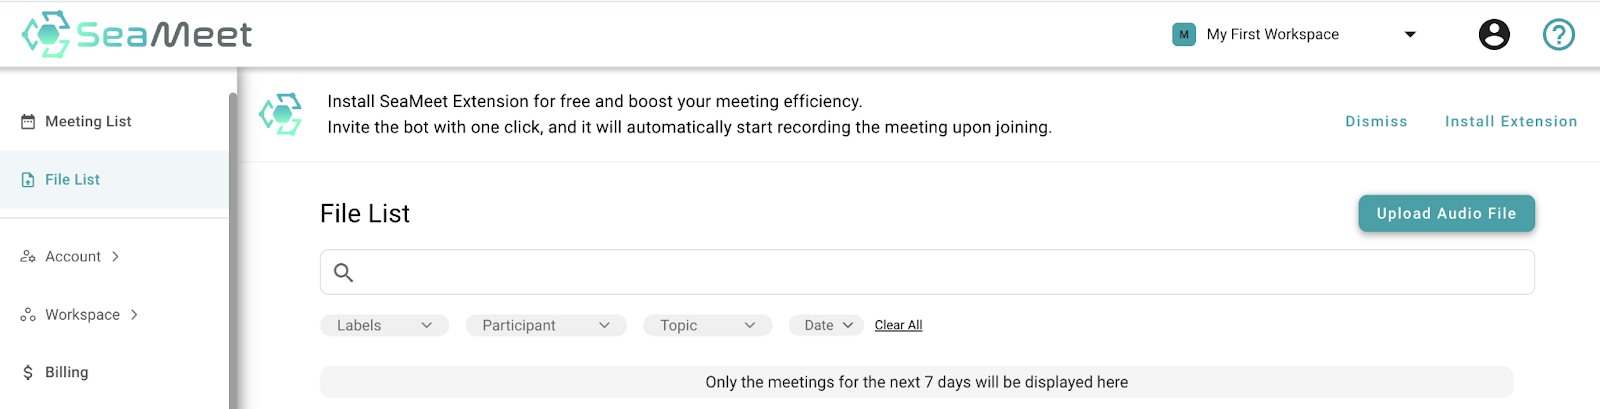 SeaMeet
M My First Workspace
Meeting List
File List
Account
Workspace
$ Billing
Install SeaMeet Extension for free and boost your meeting efficiency.
Invite the bot with one click, and it will automatically start recording the meeting upon joining.
Dismiss Install Extension
File List
Upload Audio File
Labels Participant Topic Date Clear All
Only the meetings for the next 7 days will be displayed here